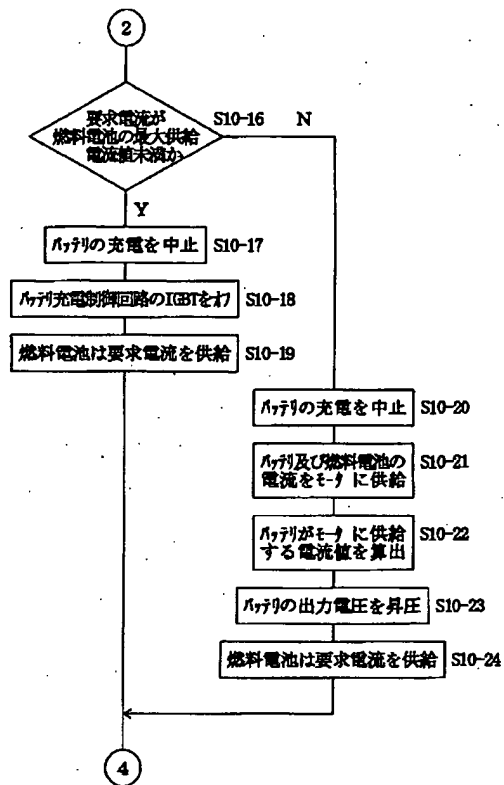 2
要求電流が
燃料電池の最大供給
電流値未満か
S10-16
N
Y
バッテリの充電を中止
S10-17
バッテリ充電制御回路のIGBTをオフ
S10-18
燃料電池は要求電流を供給
S10-19
バッテリの充電を中止
S10-20
バッテリ及び燃料電池の
電流をモータ に供給
S10-21
バッテリがモータ に供給
する電流値を算出
S10-22
バッテリの出力電圧を昇圧
S10-23
燃料電池は要求電流を供給
S10-24
4